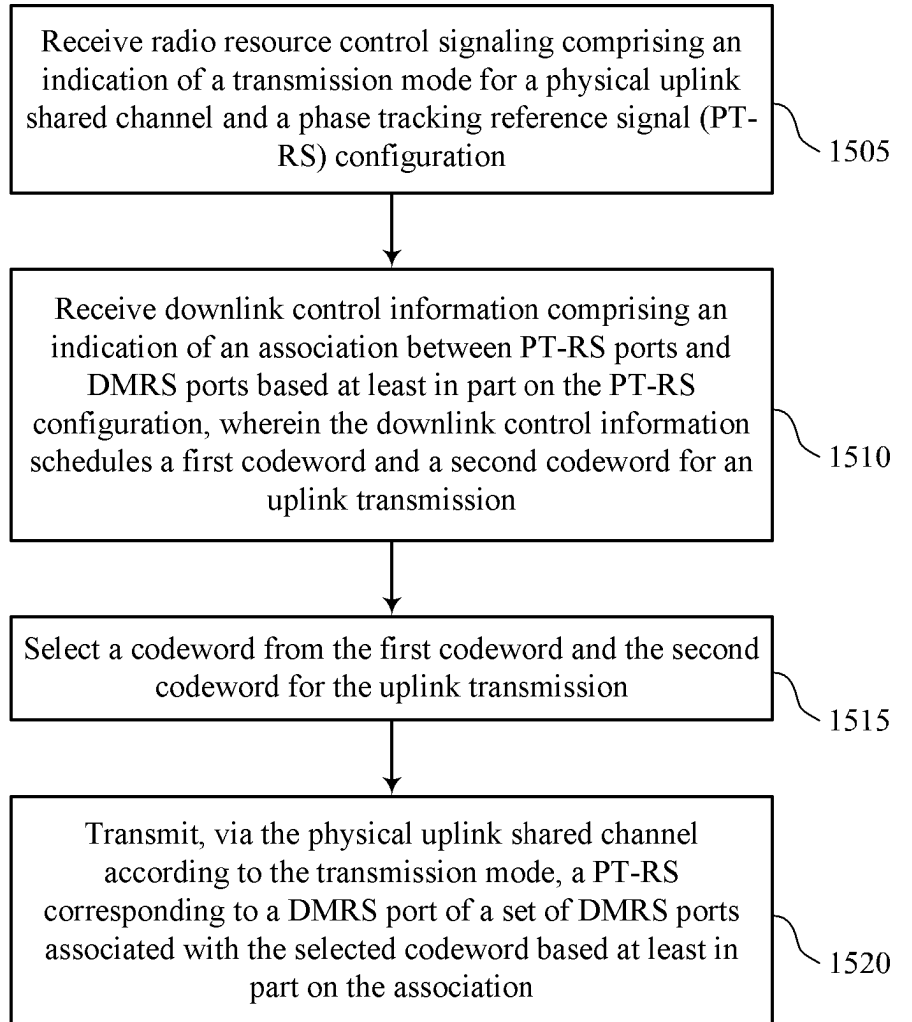 Receive radio resource control signaling comprising an
indication of a transmission mode for a physical uplink
shared channel and a phase tracking reference signal (PT-
RS) configuration
1505
Receive downlink control information comprising an
indication of an association between PT-RS ports and
DMRS ports based at least in part on the PT-RS
configuration, wherein the downlink control information
schedules a first codeword and a second codeword for an
uplink transmission
1510
Select a codeword from the first codeword and the second
codeword for the uplink transmission
1515
Transmit, via the physical uplink shared channel
according to the transmission mode, a PT-RS
corresponding to a DMRS port of a set of DMRS ports
associated with the selected codeword based at least in
part on the association
1520